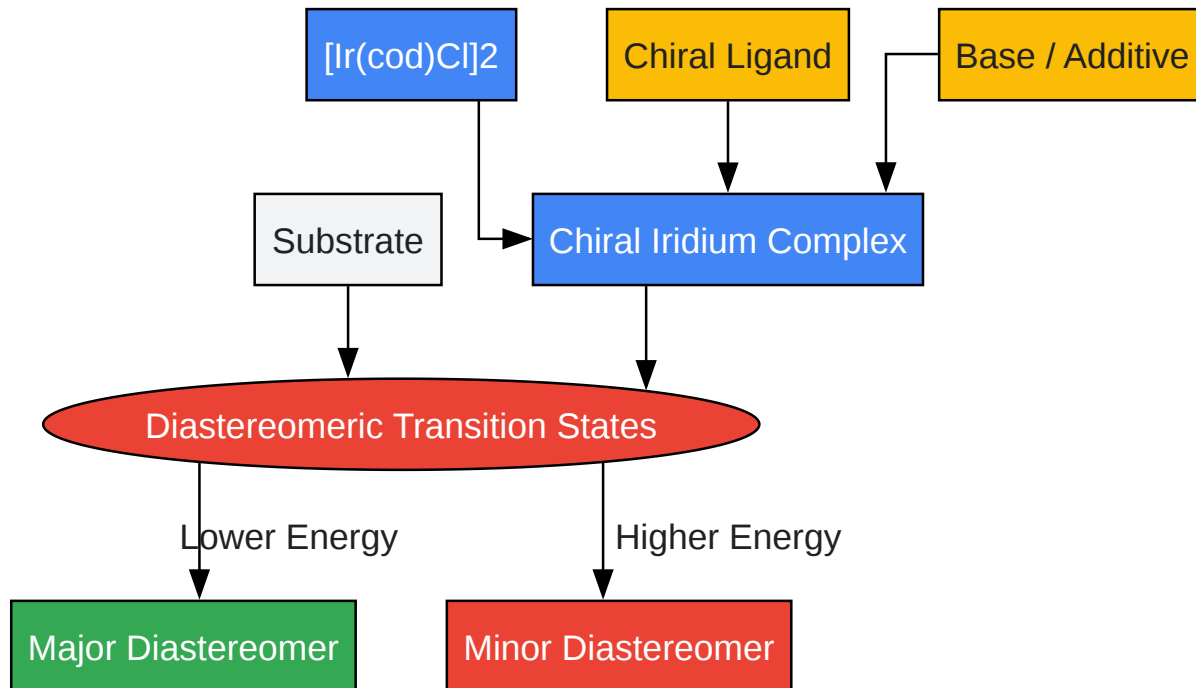 [Ir(cod)Cl]2
Chiral Ligand
Base / Additive
Substrate
Chiral Iridium Complex
Diastereomeric Transition States
Lower Energy
Higher Energy
Major Diastereomer
Minor Diastereomer